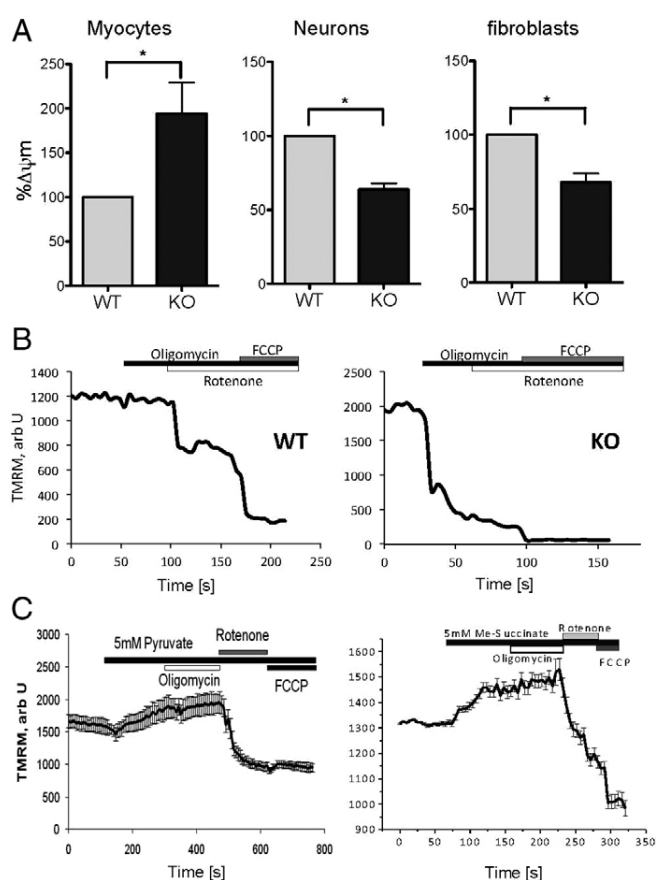 A
Myocytes
Neurons
fibroblasts
%Δψm
250
200
150
100
50
0
*
WT
KO
150
100
50
0
*
WT
KO
150
100
50
0
*
WT
KO
B
Oligomycin
FCCP
Rotenone
TMRM, arb U
1400
1200
1000
800
600
400
200
0
WT
0
50
100
150
200
250
Time [s]
Oligomycin
FCCP
Rotenone
2500
2000
1500
1000
500
0
KO
0
50
100
150
Time [s]
C
5mM Pyruvate
Rotenone
Oligomycin
FCCP
TMRM, arb U
3000
2500
2000
1500
1000
500
0
0
200
400
600
800
Time [s]
5mM Me-S uccinate
Rotenone
Oligomycin
FCCP
1600
1500
1400
1300
1200
1100
1000
900
0
50
100
150
200
250
300
350
Time [s]